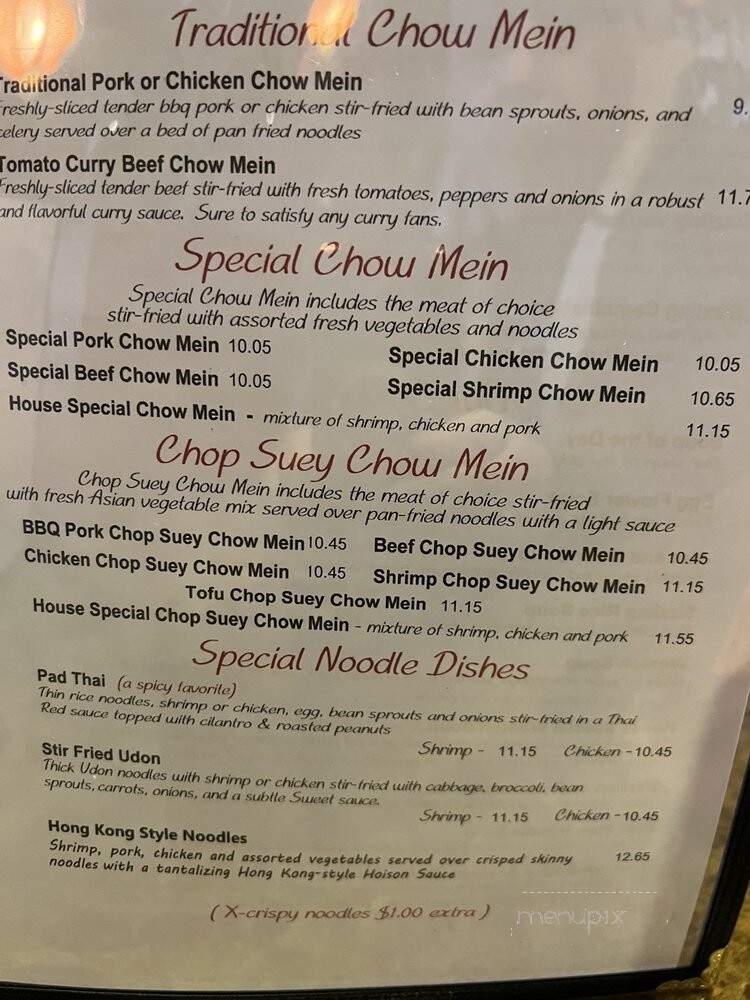 Traditional Chow Mein
Traditional Pork or Chicken Chow Mein
Freshly-sliced tender bbq pork or chicken stir-fried with bean sprouts, onions, and 9.
celery served over a bed of pan fried noodles
Tomato Curry Beef Chow Mein
Freshly-sliced tender beef stir-fried with fresh tomatoes, peppers and onions in a robust 11.7
and flavorful curry sauce. Sure to satisfy any curry fans.
Special Chow Mein
Special Chow Mein includes the meat of choice
stir-fried with assorted fresh vegetables and noodles
Special Pork Chow Mein 10.05 Special Chicken Chow Mein 10.05
Special Beef Chow Mein 10.05 Special Shrimp Chow Mein 10.65
House Special Chow Mein - mixture of shrimp, chicken and pork 11.15
Chop Suey Chow Mein
Chop Suey Chow Mein includes the meat of choice stir-fried
with fresh Asian vegetable mix served over pan-fried noodles with a light sauce
BBQ Pork Chop Suey Chow Mein 10.45 Beef Chop Suey Chow Mein 10.45
Chicken Chop Suey Chow Mein 10.45 Shrimp Chop Suey Chow Mein 11.15
Tofu Chop Suey Chow Mein 11.15
House Special Chop Suey Chow Mein - mixture of shrimp, chicken and pork 11.55
Special Noodle Dishes
Pad Thai (a spicy favorite)
Thin rice noodles, shrimp or chicken, egg, bean sprouts and onions stir-fried in a Thai
Red sauce topped with cilantro & roasted peanuts
Shrimp - 11.15 Chicken - 10.45
Stir Fried Udon
Thick Udon noodles with shrimp or chicken stir-fried with cabbage, broccoli, bean
sprouts, carrots, onions, and a subtle Sweet sauce.
Shrimp - 11.15 Chicken - 10.45
Hong Kong Style Noodles
Shrimp, pork, chicken and assorted vegetables served over crisped skinny 12.65
noodles with a tantalizing Hong Kong-style Hoison Sauce
( X-crispy noodles $1.00 extra )
menupix